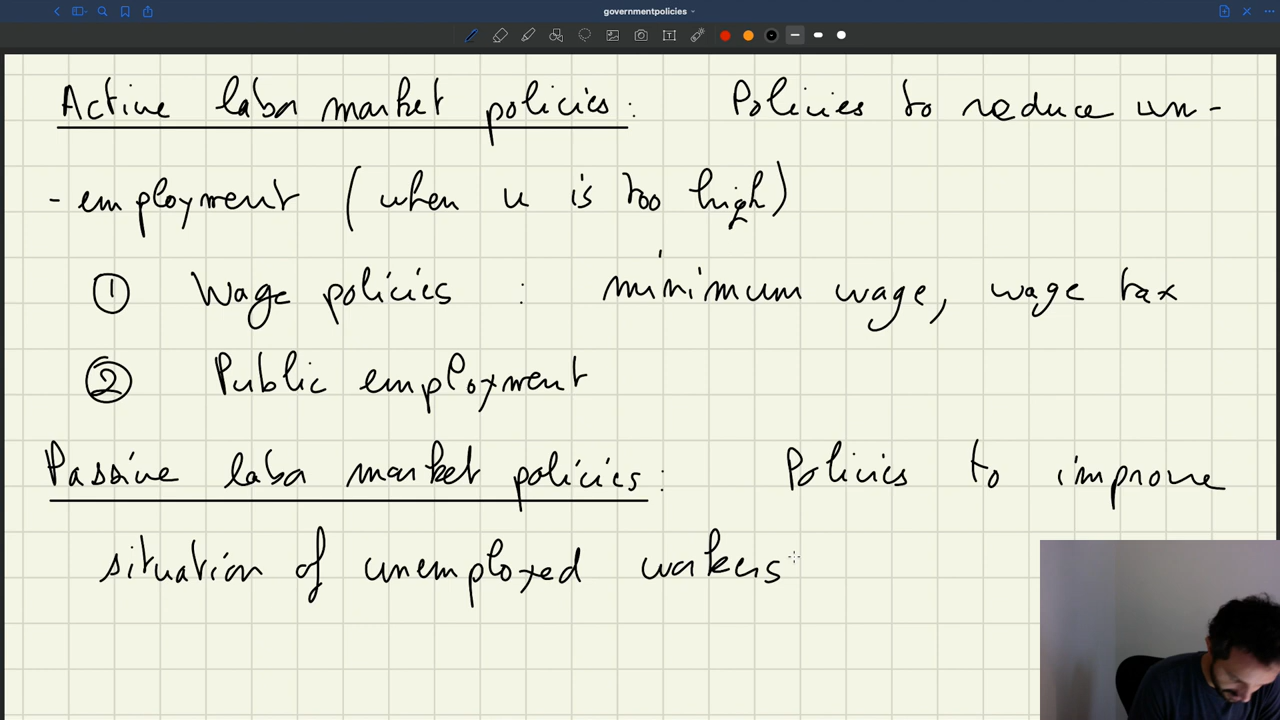 governmentpolicies
Active labor market policies: Policies to reduce un-
-employment (when u is too high)
① Wage policies : minimum wage, wage tax
② Public employment
Passive labor market policies: Policies to improve
situation of unemployed workers